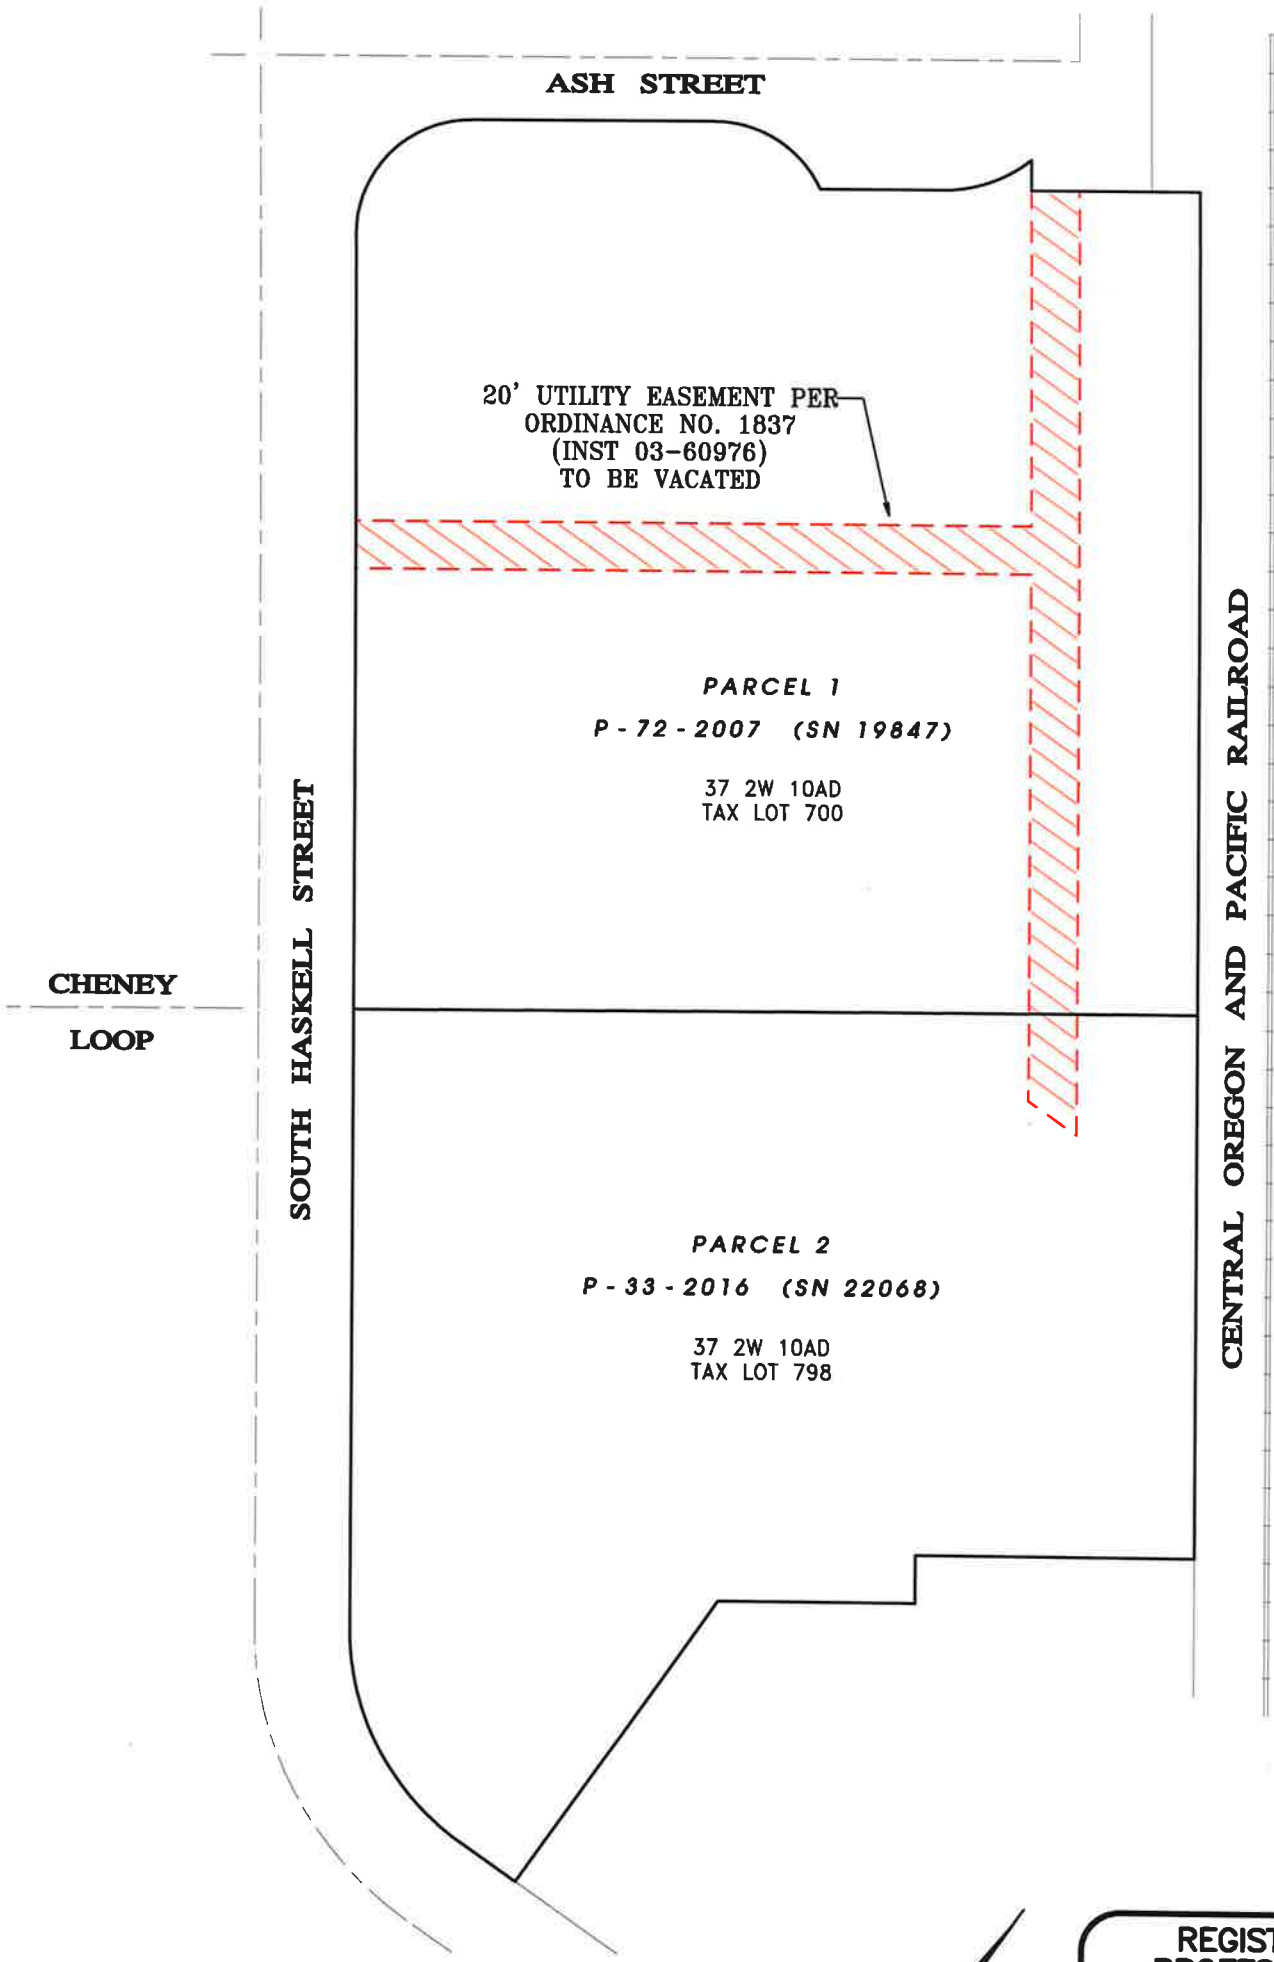 ASH STREET
20' UTILITY EASEMENT PER
ORDINANCE NO. 1837
(INST 03-60976)
TO BE VACATED
PARCEL 1
P-72-2007 (SN 19847)
37 2W 10AD
TAX LOT 700
SOUTH HASKELL STREET
CENTRAL OREGON AND PACIFIC RAILROAD
CHENEY
LOOP
PARCEL 2
P-33-2016 (SN 22068)
37 2W 10AD
TAX LOT 798
REGIST